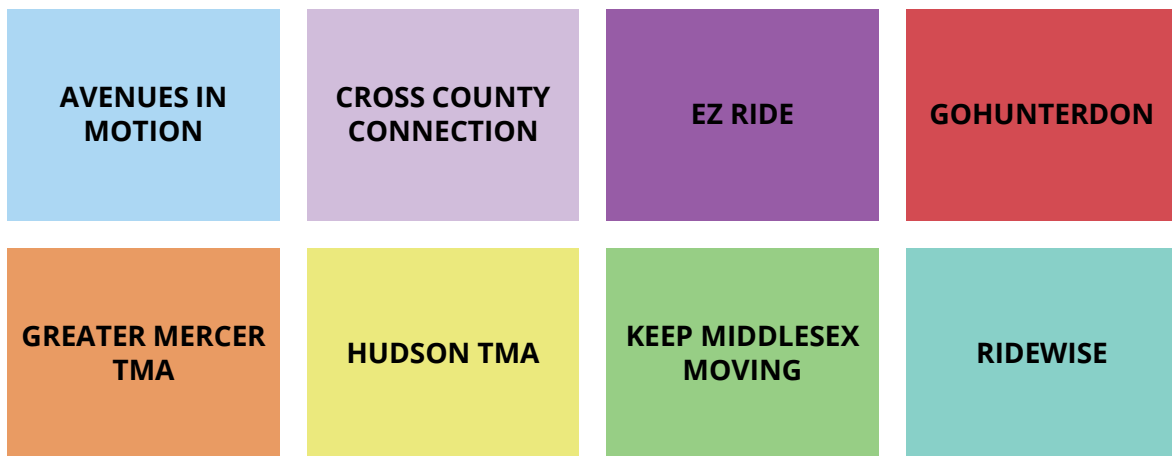 AVENUES IN
MOTION
CROSS COUNTY
CONNECTION
EZ RIDE
GOHUNTERDON
GREATER MERCER
TMA
HUDSON TMA
KEEP MIDDLESEX
MOVING
RIDEWISE